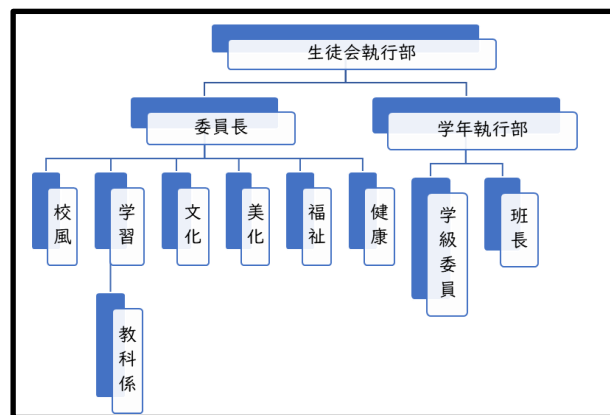 生徒会執行部
委員長
学年執行部
校風
学習
文化
美化
福祉
健康
学級委員
班長
教科係